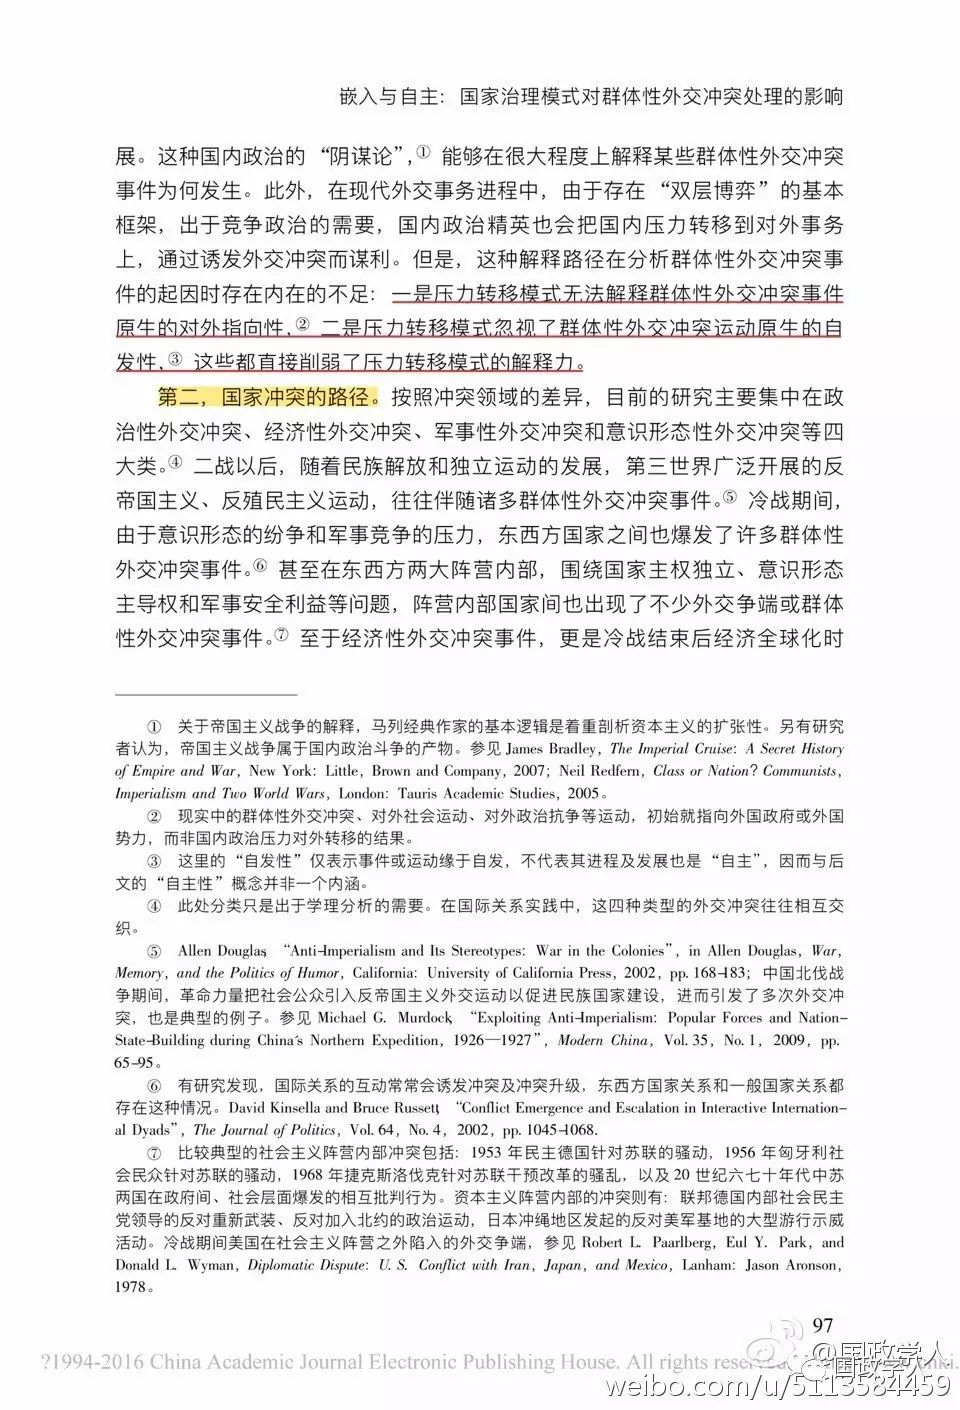 嵌入与自主：国家治理模式对群体性外交冲突处理的影响
展。这种国内政治的“阴谋论”，① 能够在很大程度上解释某些群体性外交冲突
事件为何发生。此外，在现代外交事务进程中，由于存在“双层博弈”的基本
框架，出于竞争政治的需要，国内政治精英也会把国内压力转移到对外事务
上，通过诱发外交冲突而谋利。但是，这种解释路径在分析群体性外交冲突事
件的起因时存在内在的不足：一是压力转移模式无法解释群体性外交冲突事件
原生的对外指向性，② 二是压力转移模式忽视了群体性外交冲突运动原生的自
发性，③ 这些都直接削弱了压力转移模式的解释力。
第二，国家冲突的路径。按照冲突领域的差异，目前的研究主要集中在政
治性外交冲突、经济性外交冲突、军事性外交冲突和意识形态性外交冲突等四
大类。④ 二战以后，随着民族解放和独立运动的发展，第三世界广泛开展的反
帝国主义、反殖民主义运动，往往伴随诸多群体性外交冲突事件。⑤ 冷战期间，
由于意识形态的纷争和军事竞争的压力，东西方国家之间也爆发了许多群体性
外交冲突事件。⑥ 甚至在东西方两大阵营内部，围绕国家主权独立、意识形态
主导权和军事安全利益等问题，阵营内部国家间也出现了不少外交争端或群体
性外交冲突事件。⑦ 至于经济性外交冲突事件，更是冷战结束后经济全球化时
① 关于帝国主义战争的解释，马列经典作家的基本逻辑是着重剖析资本主义的扩张性。另有研究
者认为，帝国主义战争属于国内政治斗争的产物。参见 James Bradley, The Imperial Cruise: A Secret History
of Empire and War, New York: Little, Brown and Company, 2007; Neil Redfern, Class or Nation? Communists,
Imperialism and Two World Wars, London: Tauris Academic Studies, 2005。
② 现实中的群体性外交冲突、对外社会运动、对外政治抗争等运动，初始就指向外国政府或外国
势力，而非国内政治压力对外转移的结果。
③ 这里的“自发性”仅表示事件或运动缘于自发，不代表其进程及发展也是“自主”，因而与后
文的“自主性”概念并非一个内涵。
④ 此处分类只是出于学理分析的需要。在国际关系实践中，这四种类型的外交冲突往往相互交
织。
⑤ Allen Douglas, “Anti-Imperialism and Its Stereotypes: War in the Colonies”, in Allen Douglas, War,
Memory, and the Politics of Humor, California: University of California Press, 2002, pp. 168-183; 中国北伐战
争期间，革命力量把社会公众引入反帝国主义外交运动以促进民族国家建设，进而引发了多次外交冲
突，也是典型的例子。参见 Michael G. Murdock, “Exploiting Anti-Imperialism: Popular Forces and Nation-
State-Building during China's Northern Expedition, 1926—1927”, Modern China, Vol. 35, No. 1, 2009, pp.
65-95。
⑥ 有研究发现，国际关系的互动常常会诱发冲突及冲突升级，东西方国家关系和一般国家关系都
存在这种情况。David Kinsella and Bruce Russett, “Conflict Emergence and Escalation in Interactive Internation-
al Dyads”, The Journal of Politics, Vol. 64, No. 4, 2002, pp. 1045-1068.
⑦ 比较典型的社会主义阵营内部冲突包括：1953 年民主德国针对苏联的骚动，1956 年匈牙利社
会民众针对苏联的骚动，1968 年捷克斯洛伐克针对苏联干预改革的骚乱，以及 20 世纪六七十年代中苏
两国在政府间、社会层面爆发的相互批判行为。资本主义阵营内部的冲突则有：联邦德国内部社会民主
党领导的反对重新武装、反对加入北约的政治运动，日本冲绳地区发起的反对美军基地的大型游行示威
活动。冷战期间美国在社会主义阵营之外陷入的外交争端，参见 Robert L. Paarlberg, Eul Y. Park, and
Donald L. Wyman, Diplomatic Dispute: U. S. Conflict with Iran, Japan, and Mexico, Lanham: Jason Aronson,
1978。
97
?1994-2016 China Academic Journal Electronic Publishing House. All rights reserved.
@国政学人
国政学人
weibo.com/u/5113584459